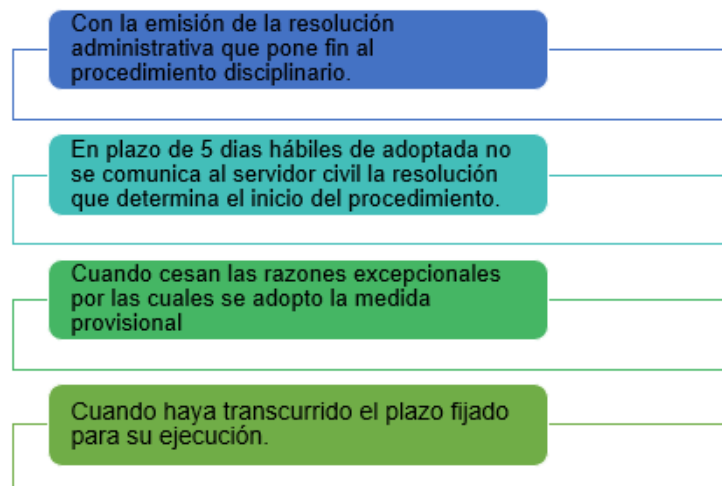 Con la emisión de la resolución
administrativa que pone fin al
procedimiento disciplinario.
En plazo de 5 dias hábiles de adoptada no
se comunica al servidor civil la resolución
que determina el inicio del procedimiento.
Cuando cesan las razones excepcionales
por las cuales se adopto la medida
provisional
Cuando haya transcurrido el plazo fijado
para su ejecución.